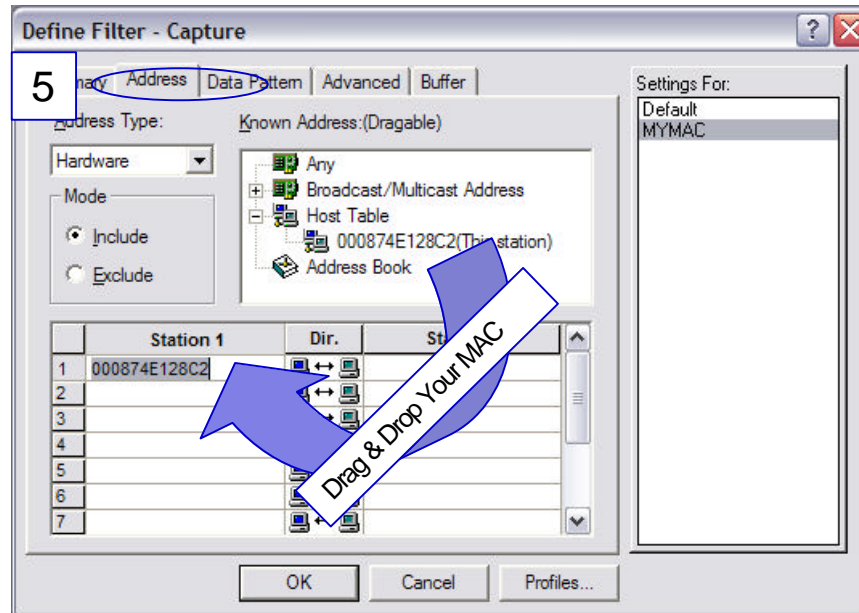 Define Filter - Capture
5
Address
Data Pattern
Advanced
Buffer
Settings For:
Address Type:
Known Address:(Dragable)
Default
MYMAC
Hardware
Any
Broadcast/Multicast Address
Mode
Host Table
Include
000874E128C2(This station)
Exclude
Address Book
Station 1
Dir.
1
000874E128C2
2
3
4
5
6
7
Drag & Drop Your MAC
OK
Cancel
Profiles...